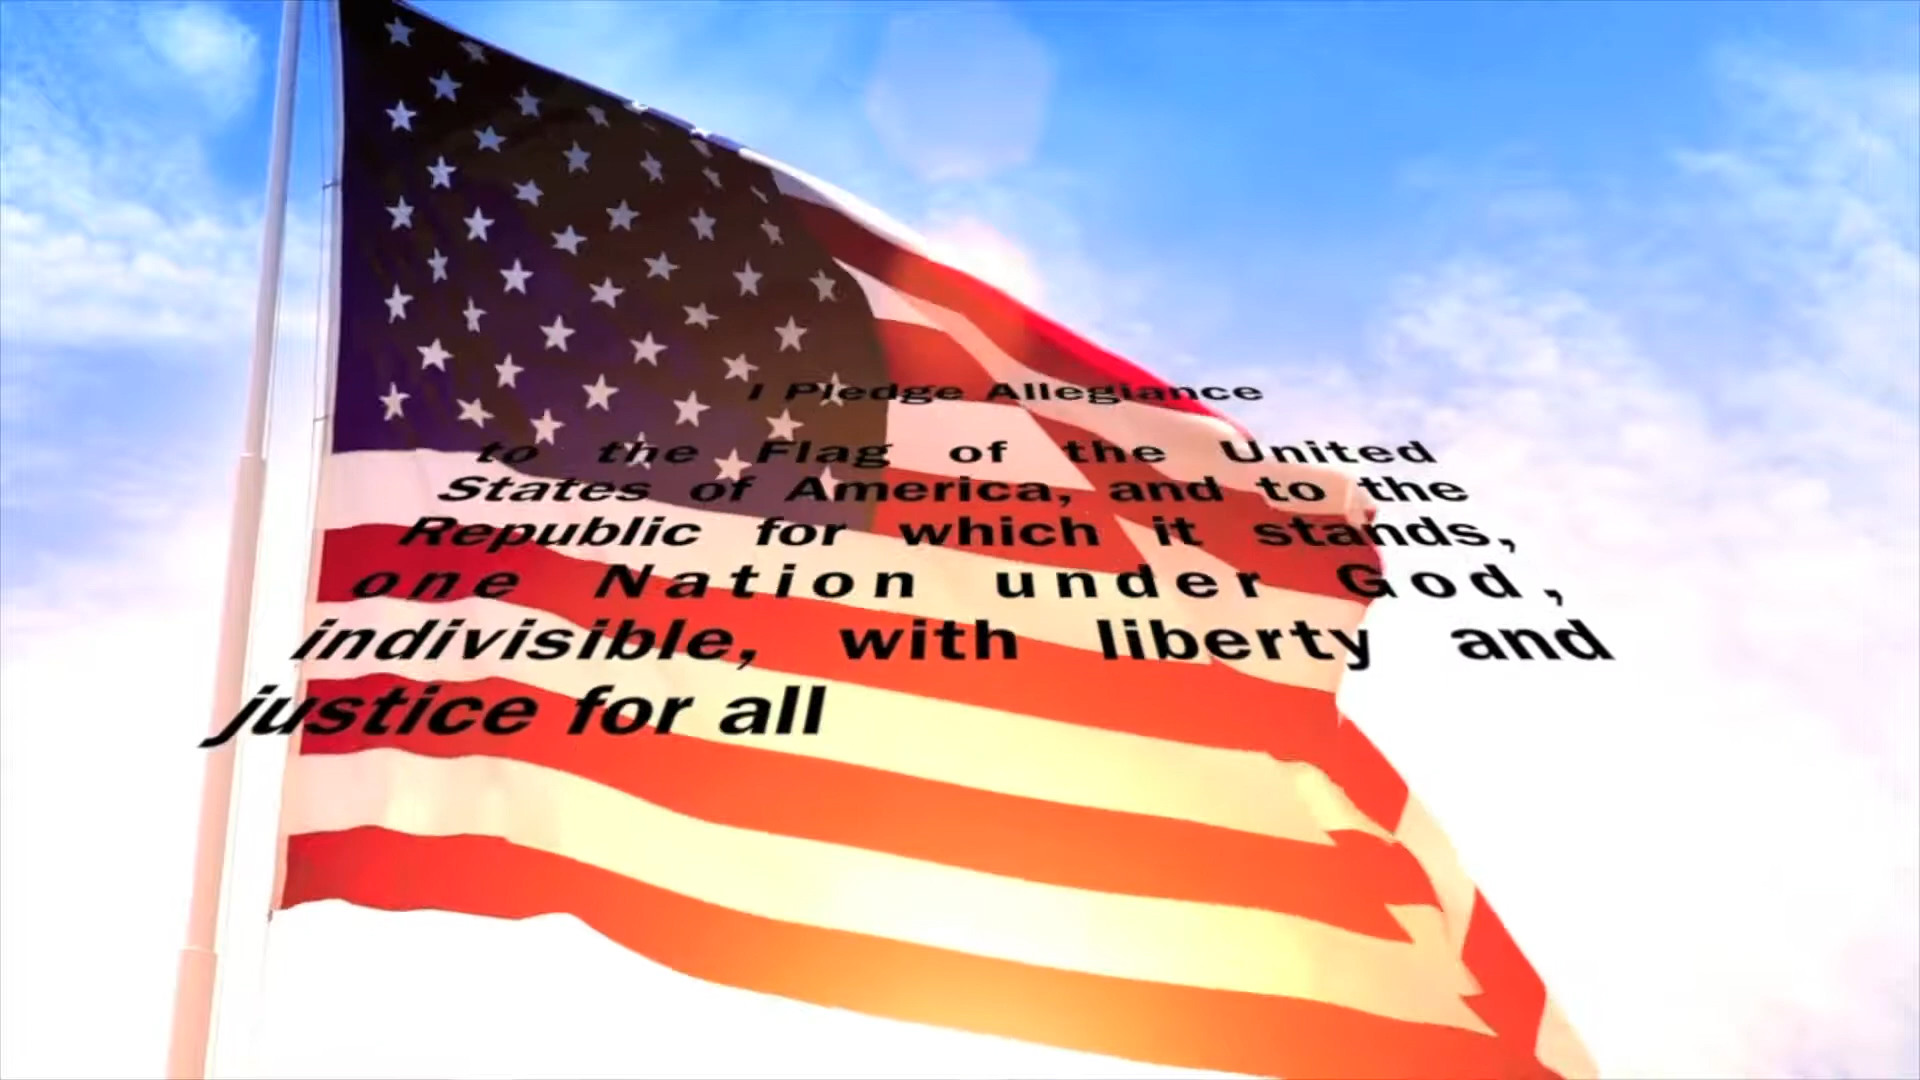 I Pledge Allegiance
to the Flag of the United
States of America, and to the
Republic for which it stands,
one Nation under God,
indivisible, with liberty and
justice for all